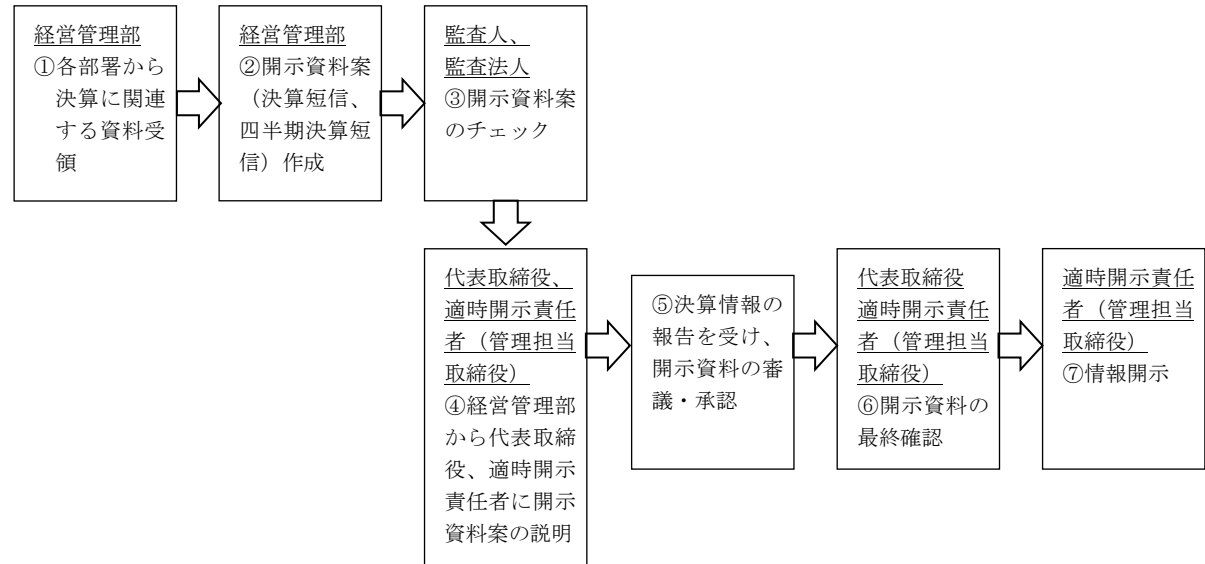 経営管理部
①各部署から
決算に関連
する資料受
領
経営管理部
②開示資料案
（決算短信、
四半期決算短
信）作成
監査人、
監査法人
③開示資料案
のチェック
代表取締役、
適時開示責任
者（管理担当
取締役）
④経営管理部
から代表取締
役、適時開示
責任者に開示
資料案の説明
⑤決算情報の
報告を受け、
開示資料の審
議・承認
代表取締役
適時開示責任
者（管理担当
取締役）
⑥開示資料の
最終確認
適時開示責任
者（管理担当
取締役）
⑦情報開示